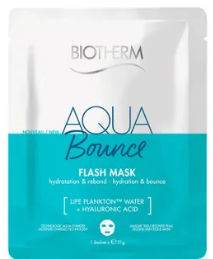 BIOTHERM
NOUVEAU / NEW
AQUA
Bounce
FLASH MASK
hydratation & rebond - hydration & bounce
LIFE PLANKTON™ WATER
+ HYALURONIC ACID